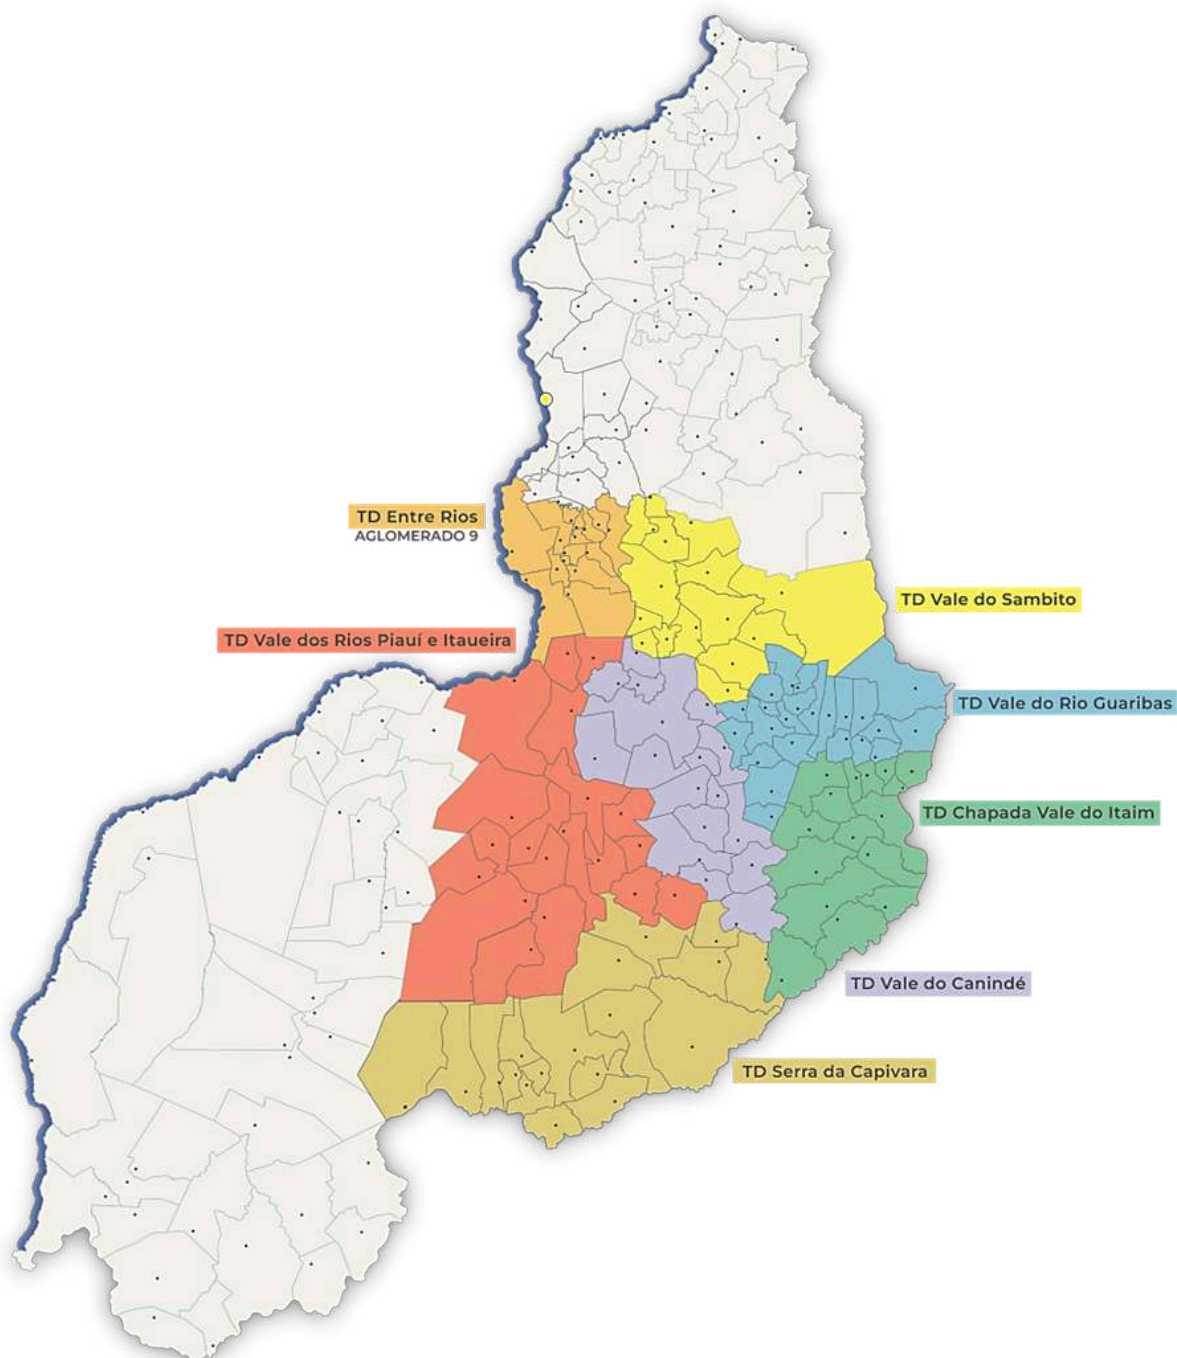 TD Entre Rios
AGLOMERADO 9
TD Vale do Sambito
TD Vale dos Rios Piauí e Itaueira
TD Vale do Rio Guaribas
TD Chapada Vale do Itaim
TD Vale do Canindé
TD Serra da Capivara